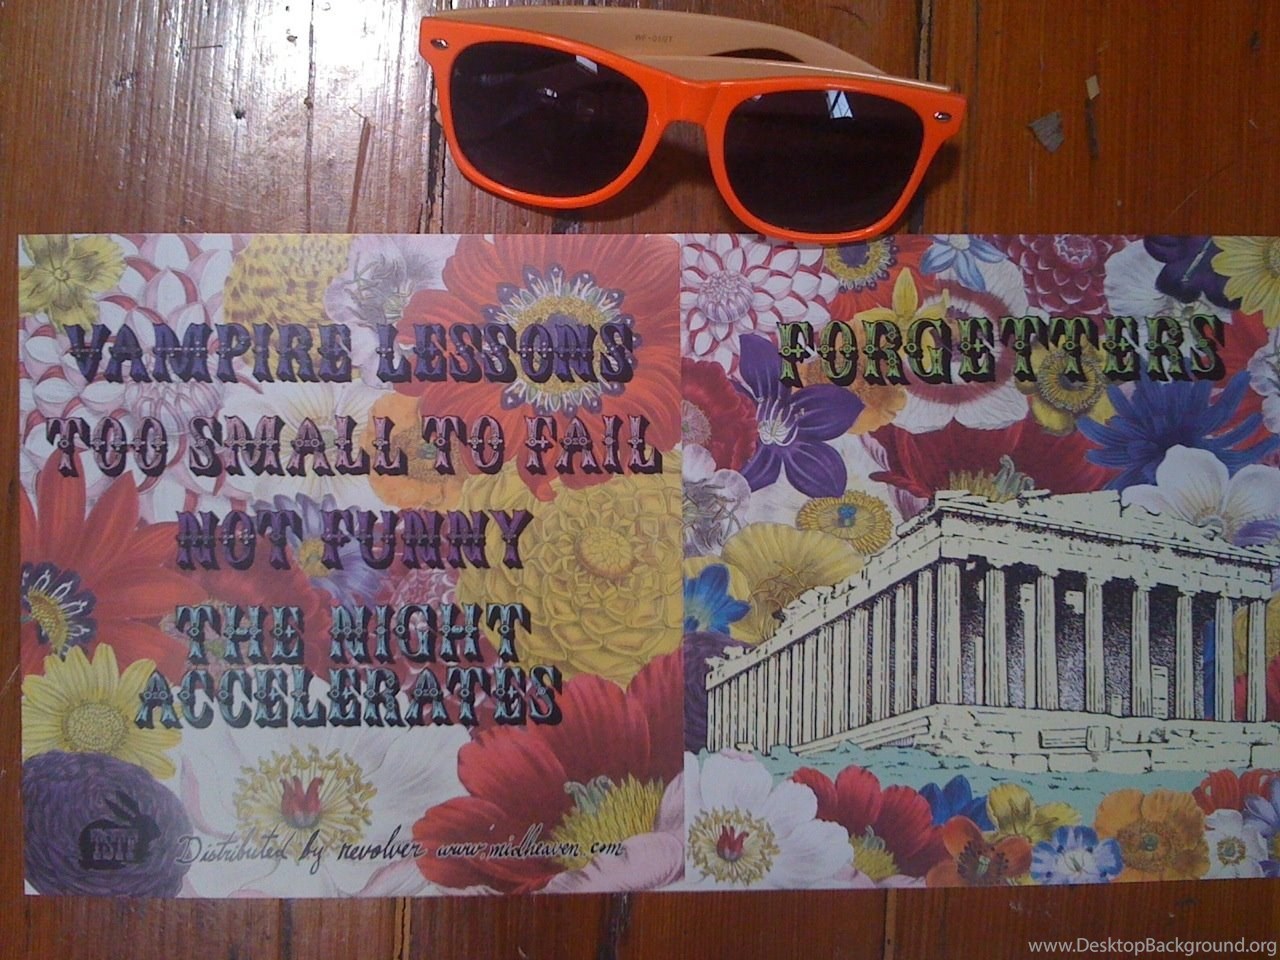 VAMPIRE LESSONS
TOO SMALL TO FAIL
NOT FUNNY
THE NIGHT
ACCELERATES
TSTF
Distributed by revolver www.midheaven.com
FORGETTERS
www.DesktopBackground.org